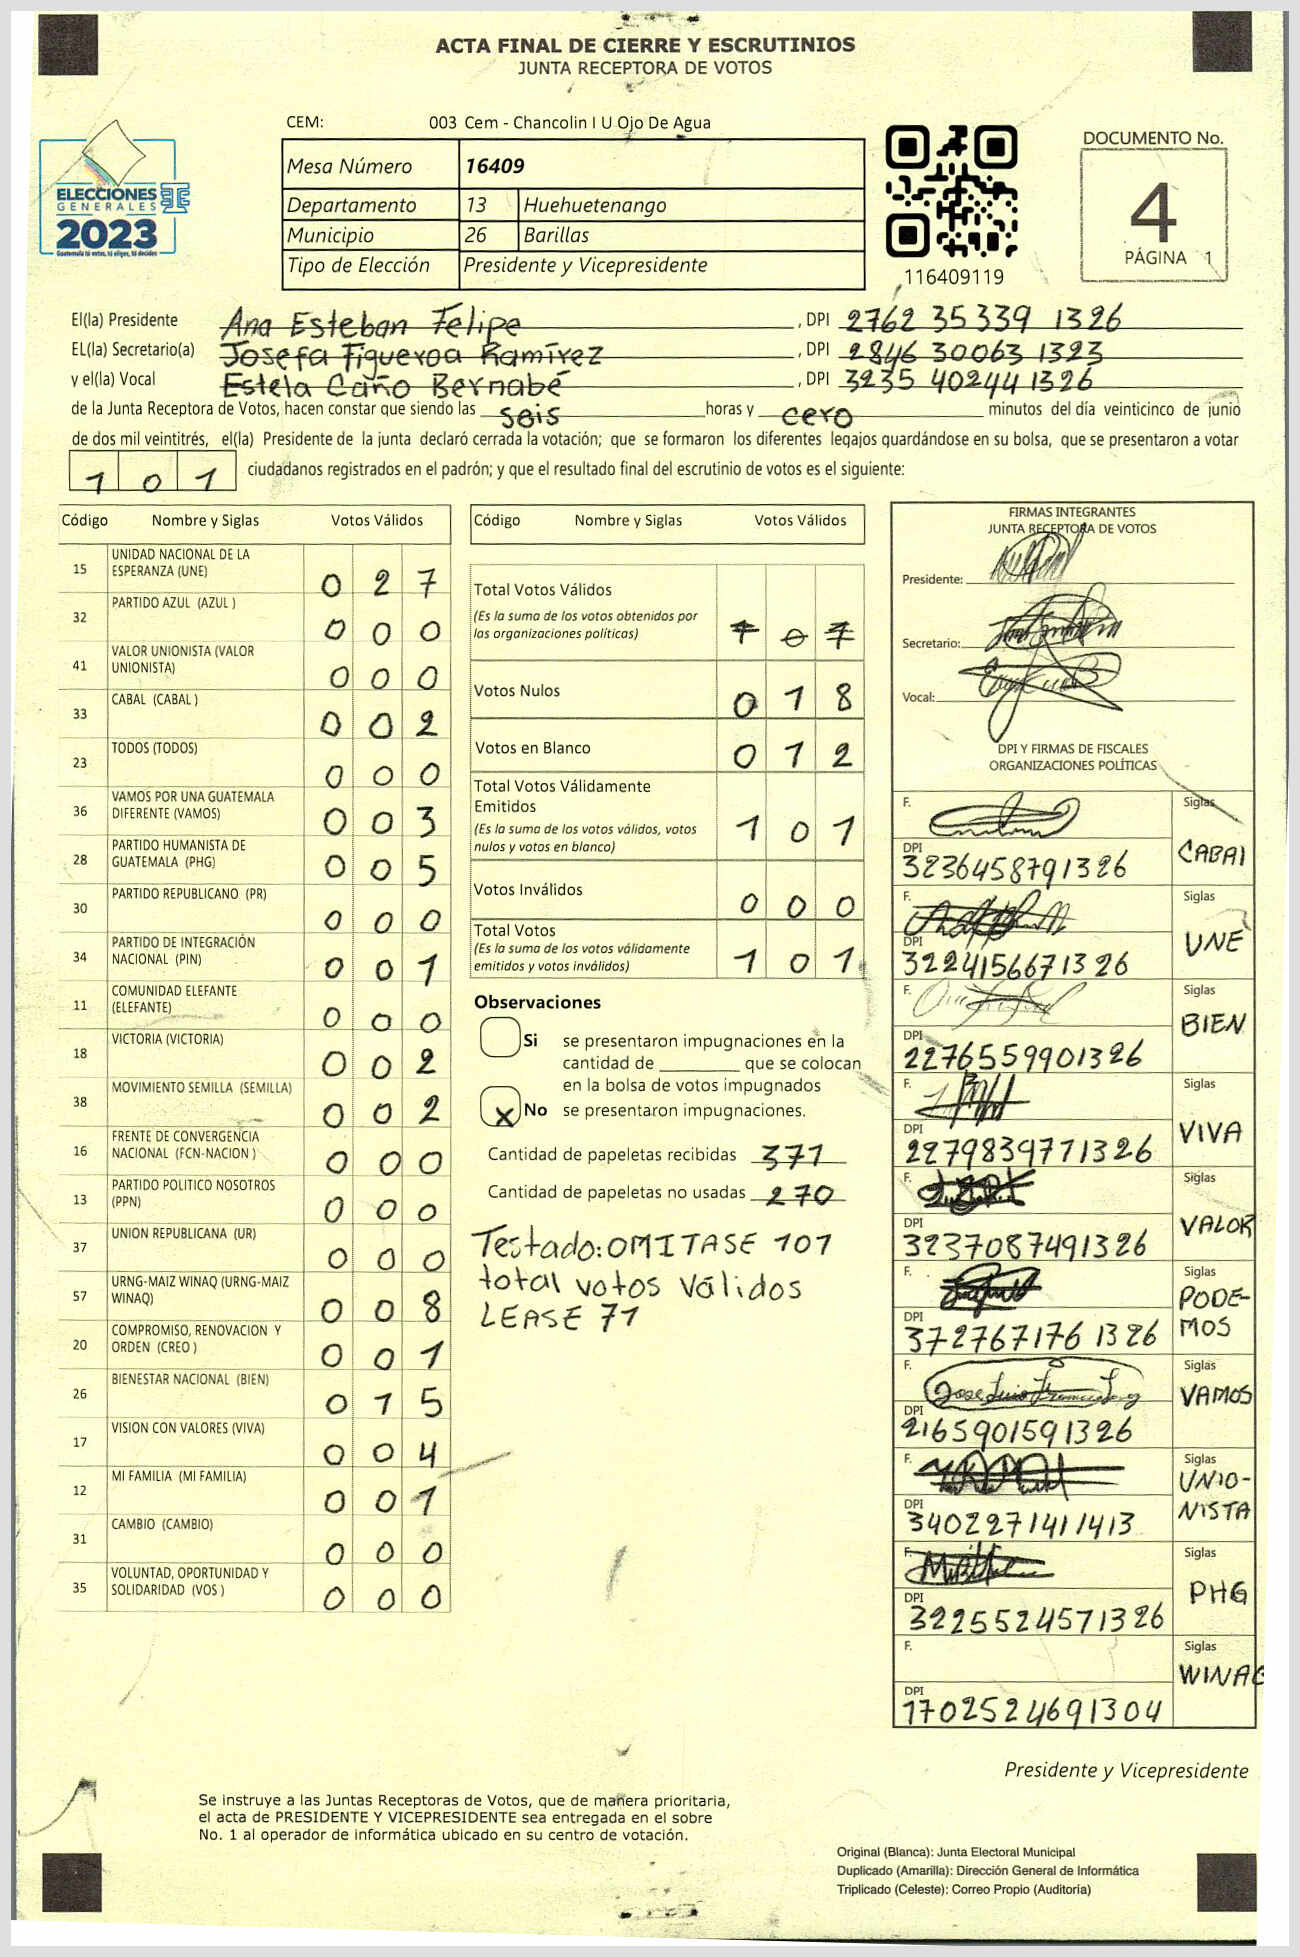 ACTA FINAL DE CIERRE Y ESCRUTINIOS
JUNTA RECEPTORA DE VOTOS
ELECCIONES
GENERALES
2023
Guatemala tú votas, tú eliges, tú decides
CEM: 003 Cem - Chancolin I U Ojo De Agua
Mesa Número 16409
Departamento 13 Huehuetenango
Municipio 26 Barillas
Tipo de Elección Presidente y Vicepresidente
116409119
DOCUMENTO No.
4
PÁGINA 1
El(la) Presidente Ana Esteban Felipe , DPI 2762 35339 1326
EL(la) Secretario(a) Josefa Figueroa Ramírez , DPI 2846 30063 1323
y el(la) Vocal Estela Caño Bernabé , DPI 3235 40244 1326
de la Junta Receptora de Votos, hacen constar que siendo las seis horas y cero minutos del día veinticinco de junio
de dos mil veintitrés, el(la) Presidente de la junta declaró cerrada la votación; que se formaron los diferentes legajos guardándose en su bolsa, que se presentaron a votar
1 0 1 ciudadanos registrados en el padrón; y que el resultado final del escrutinio de votos es el siguiente:
Código Nombre y Siglas Votos Válidos
15 UNIDAD NACIONAL DE LA ESPERANZA (UNE) 0 2 7
32 PARTIDO AZUL (AZUL ) 0 0 0
41 VALOR UNIONISTA (VALOR UNIONISTA) 0 0 0
33 CABAL (CABAL ) 0 0 2
23 TODOS (TODOS) 0 0 0
36 VAMOS POR UNA GUATEMALA DIFERENTE (VAMOS) 0 0 3
28 PARTIDO HUMANISTA DE GUATEMALA (PHG) 0 0 5
30 PARTIDO REPUBLICANO (PR) 0 0 0
34 PARTIDO DE INTEGRACIÓN NACIONAL (PIN) 0 0 1
11 COMUNIDAD ELEFANTE (ELEFANTE) 0 0 0
18 VICTORIA (VICTORIA) 0 0 2
38 MOVIMIENTO SEMILLA (SEMILLA) 0 0 2
16 FRENTE DE CONVERGENCIA NACIONAL (FCN-NACION ) 0 0 0
13 PARTIDO POLITICO NOSOTROS (PPN) 0 0 0
37 UNION REPUBLICANA (UR) 0 0 0
57 URNG-MAIZ WINAQ (URNG-MAIZ WINAQ) 0 0 8
20 COMPROMISO, RENOVACION Y ORDEN (CREO ) 0 0 1
26 BIENESTAR NACIONAL (BIEN) 0 1 5
17 VISION CON VALORES (VIVA) 0 0 4
12 MI FAMILIA (MI FAMILIA) 0 0 1
31 CAMBIO (CAMBIO) 0 0 0
35 VOLUNTAD, OPORTUNIDAD Y SOLIDARIDAD (VOS ) 0 0 0
Código Nombre y Siglas Votos Válidos
Total Votos Válidos
(Es la suma de los votos obtenidos por
las organizaciones políticas) 1 0 1
Votos Nulos 0 1 8
Votos en Blanco 0 1 2
Total Votos Válidamente
Emitidos
(Es la suma de los votos válidos, votos
nulos y votos en blanco) 1 0 1
Votos Inválidos 0 0 0
Total Votos
(Es la suma de los votos válidamente
emitidos y votos inválidos) 1 0 1
Observaciones
Si se presentaron impugnaciones en la
cantidad de ________ que se colocan
en la bolsa de votos impugnados
X No se presentaron impugnaciones.
Cantidad de papeletas recibidas 371
Cantidad de papeletas no usadas 270
Testado: OMITASE 101
total votos válidos
LEASE 71
FIRMAS INTEGRANTES
JUNTA RECEPTORA DE VOTOS
Presidente:
Secretario:
Vocal:
DPI Y FIRMAS DE FISCALES
ORGANIZACIONES POLÍTICAS
F. Siglas
DPI 3236458791326 CABAl
F. Siglas
DPI 3224156671326 UNE
F. Siglas
DPI 2276559901326 BIEN
F. Siglas
DPI 2279839771326 VIVA
F. Siglas
DPI 3237087491326 VALOR
F. Siglas
DPI 372767176 1326 PODE-
MOS
F. Siglas
DPI 2165901591326 VAMOS
F. Siglas
DPI 3402271411413 UNIO-
NISTA
F. Siglas
DPI 3225524571326 PHG
F. Siglas
DPI 1702524691304 WINAQ
Presidente y Vicepresidente
Se instruye a las Juntas Receptoras de Votos, que de manera prioritaria,
el acta de PRESIDENTE Y VICEPRESIDENTE sea entregada en el sobre
No. 1 al operador de informática ubicado en su centro de votación.
Original (Blanca): Junta Electoral Municipal
Duplicado (Amarilla): Dirección General de Informática
Triplicado (Celeste): Correo Propio (Auditoría)